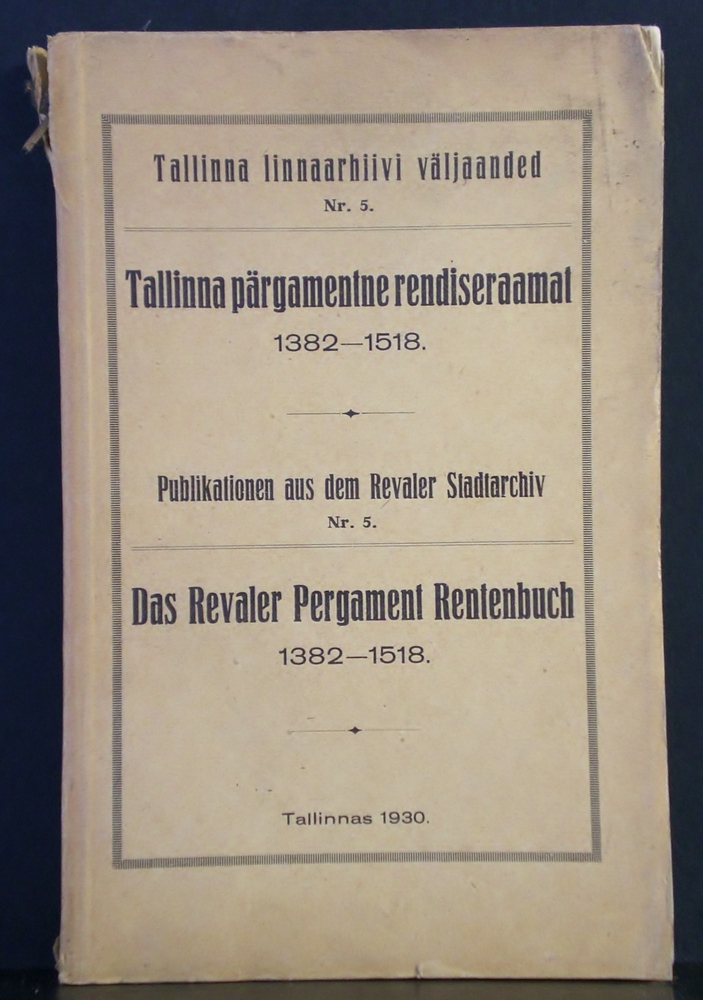 Tallinna linnaarhiivi väljaanded
Nr. 5.
Tallinna pärgamentne rendiseraamat
1382—1518.
Publikationen aus dem Revaler Stadtarchiv
Nr. 5.
Das Revaler Pergament Rentenbuch
1382—1518.
Tallinnas 1930.